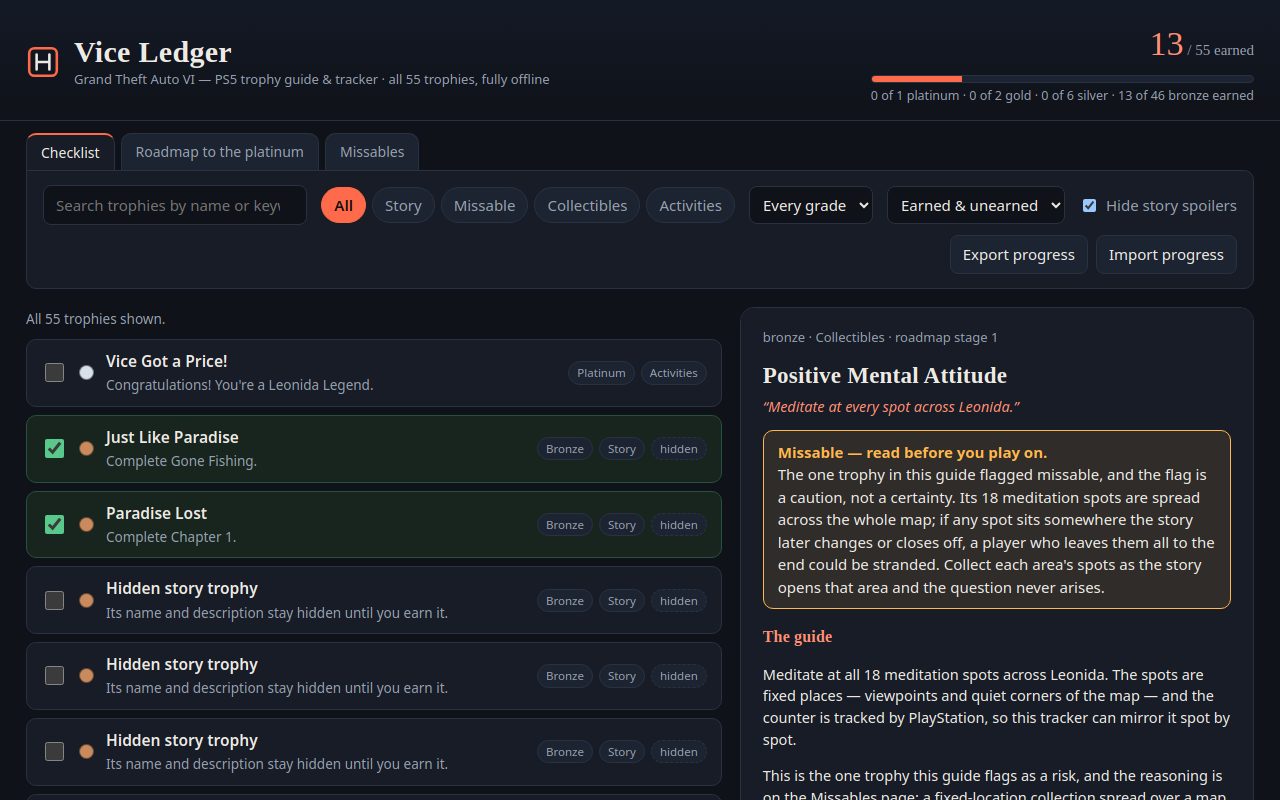 H
Vice Ledger
Grand Theft Auto VI — PS5 trophy guide & tracker · all 55 trophies, fully offline
13 / 55 earned
0 of 1 platinum · 0 of 2 gold · 0 of 6 silver · 13 of 46 bronze earned
Checklist
Roadmap to the platinum
Missables
Search trophies by name or keyw
All
Story
Missable
Collectibles
Activities
Every grade
Earned & unearned
Hide story spoilers
Export progress
Import progress
All 55 trophies shown.
Vice Got a Price!
Congratulations! You're a Leonida Legend.
Platinum
Activities
Just Like Paradise
Complete Gone Fishing.
Bronze
Story
hidden
Paradise Lost
Complete Chapter 1.
Bronze
Story
hidden
Hidden story trophy
Its name and description stay hidden until you earn it.
Bronze
Story
hidden
Hidden story trophy
Its name and description stay hidden until you earn it.
Bronze
Story
hidden
Hidden story trophy
Its name and description stay hidden until you earn it.
Bronze
Story
hidden
bronze · Collectibles · roadmap stage 1
Positive Mental Attitude
“Meditate at every spot across Leonida.”
Missable — read before you play on.
The one trophy in this guide flagged missable, and the flag is
a caution, not a certainty. Its 18 meditation spots are spread
across the whole map; if any spot sits somewhere the story
later changes or closes off, a player who leaves them all to the
end could be stranded. Collect each area's spots as the story
opens that area and the question never arises.
The guide
Meditate at all 18 meditation spots across Leonida. The spots are
fixed places — viewpoints and quiet corners of the map — and the
counter is tracked by PlayStation, so this tracker can mirror it spot by
spot.
This is the one trophy this guide flags as a risk, and the reasoning is
on the Missables page: a fixed-location collection spread over a map